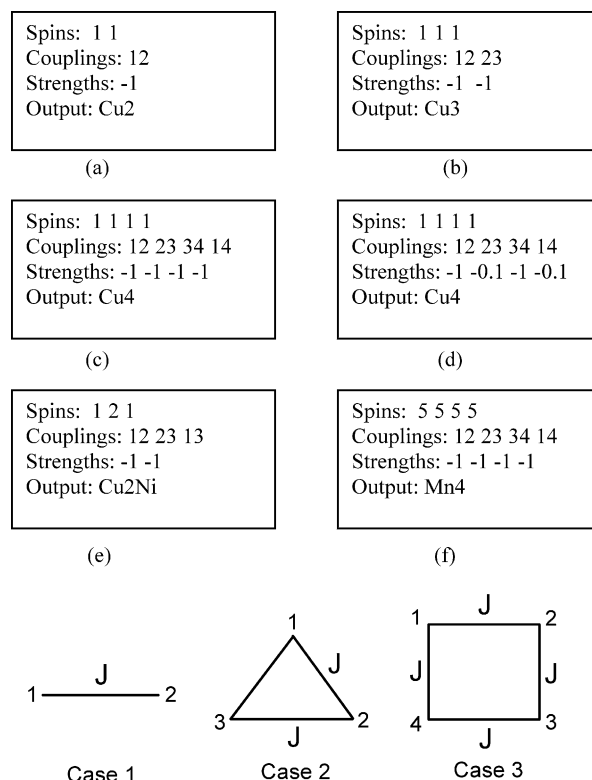 Spins: 1 1
Couplings: 12
Strengths: -1
Output: Cu2
(a)
Spins: 1 1 1
Couplings: 12 23
Strengths: -1 -1
Output: Cu3
(b)
Spins: 1 1 1 1
Couplings: 12 23 34 14
Strengths: -1 -1 -1 -1
Output: Cu4
(c)
Spins: 1 1 1 1
Couplings: 12 23 34 14
Strengths: -1 -0.1 -1 -0.1
Output: Cu4
(d)
Spins: 1 2 1
Couplings: 12 23 13
Strengths: -1 -1
Output: Cu2Ni
(e)
Spins: 5 5 5 5
Couplings: 12 23 34 14
Strengths: -1 -1 -1 -1
Output: Mn4
(f)
J
1 2
Case 1
1
J
3 2
J
Case 2
J
1 2
J J
4 3
J
Case 3